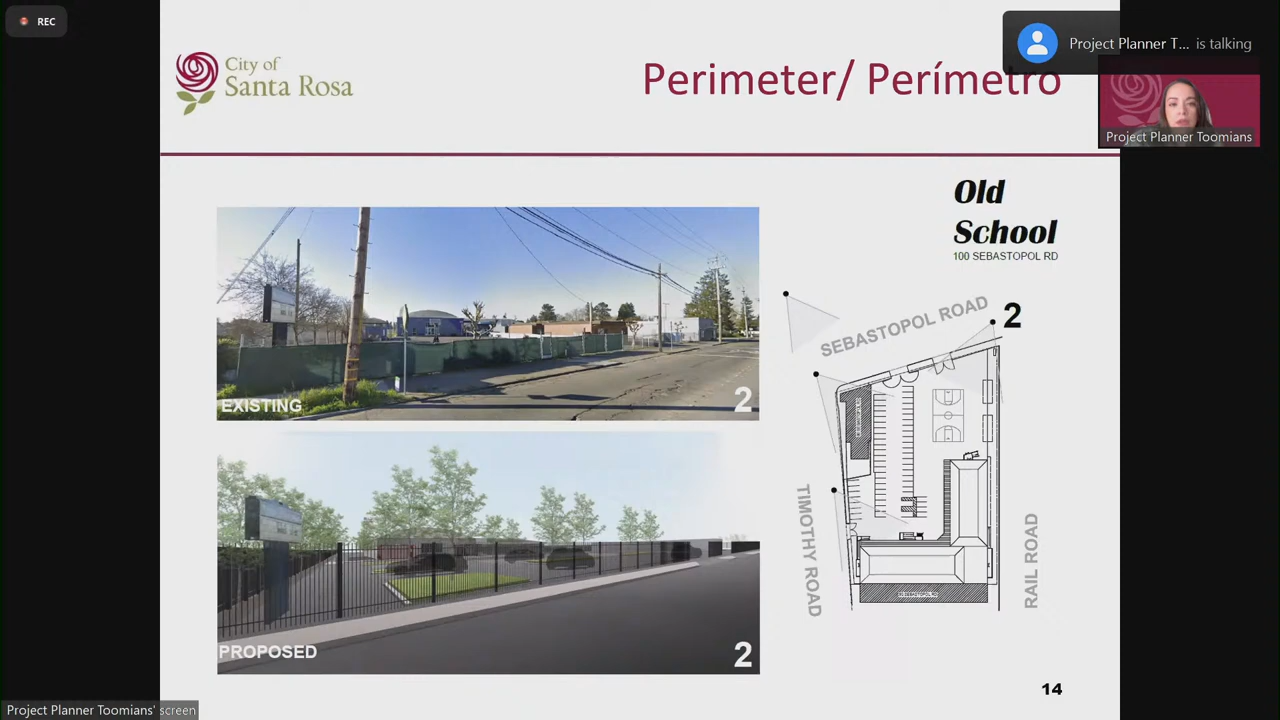 REC
City of
Santa Rosa
Perimeter/ Perímetro
Project Planner T... is talking
Project Planner Toomians
Old
School
100 SEBASTOPOL RD
EXISTING
2
SEBASTOPOL ROAD
2
TIMOTHY ROAD
RAIL ROAD
PROPOSED
2
14
Project Planner Toomians' screen